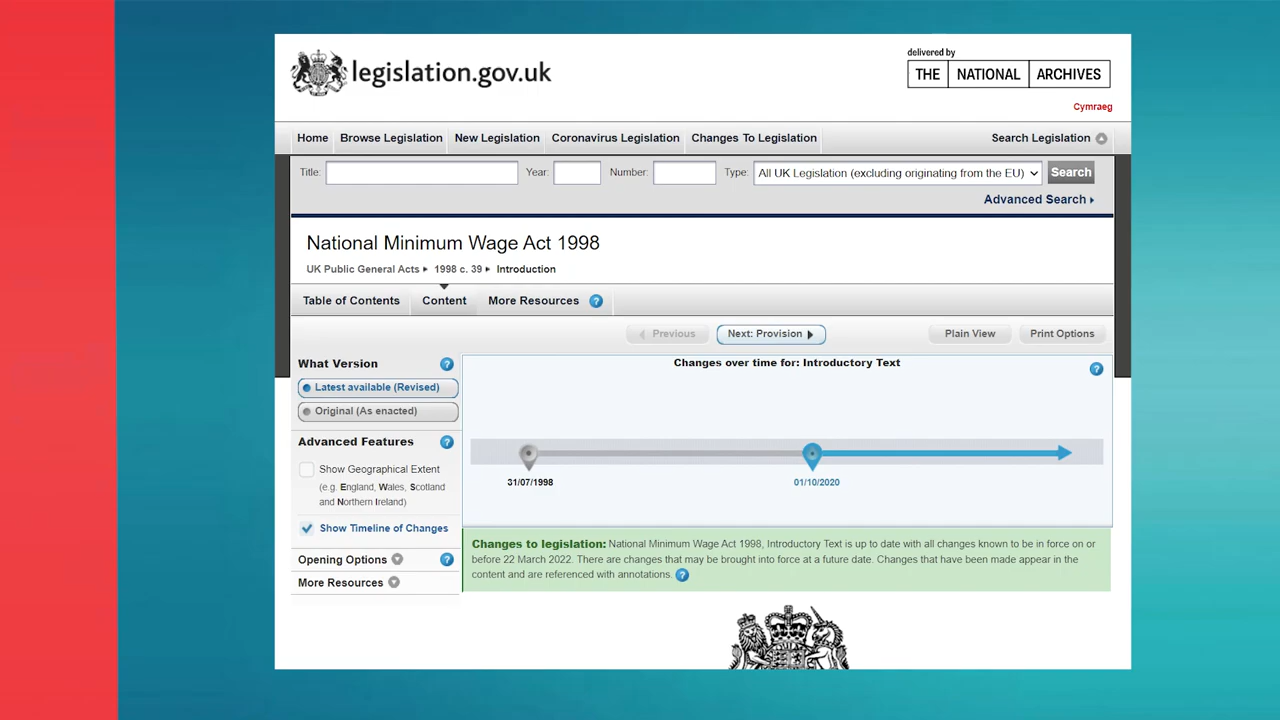 legislation.gov.uk
delivered by
THE NATIONAL ARCHIVES
Cymraeg
Home Browse Legislation New Legislation Coronavirus Legislation Changes To Legislation Search Legislation
Title: Year: Number: Type: All UK Legislation (excluding originating from the EU) Search
Advanced Search
National Minimum Wage Act 1998
UK Public General Acts 1998 c. 39 Introduction
Table of Contents Content More Resources ?
Previous Next: Provision Plain View Print Options
What Version ?
Latest available (Revised)
Original (As enacted)
Advanced Features ?
Show Geographical Extent
(e.g. England, Wales, Scotland
and Northern Ireland)
Show Timeline of Changes
Opening Options ?
More Resources
Changes over time for: Introductory Text
?
31/07/1998 01/10/2020
Changes to legislation: National Minimum Wage Act 1998, Introductory Text is up to date with all changes known to be in force on or
before 22 March 2022. There are changes that may be brought into force at a future date. Changes that have been made appear in the
content and are referenced with annotations. ?